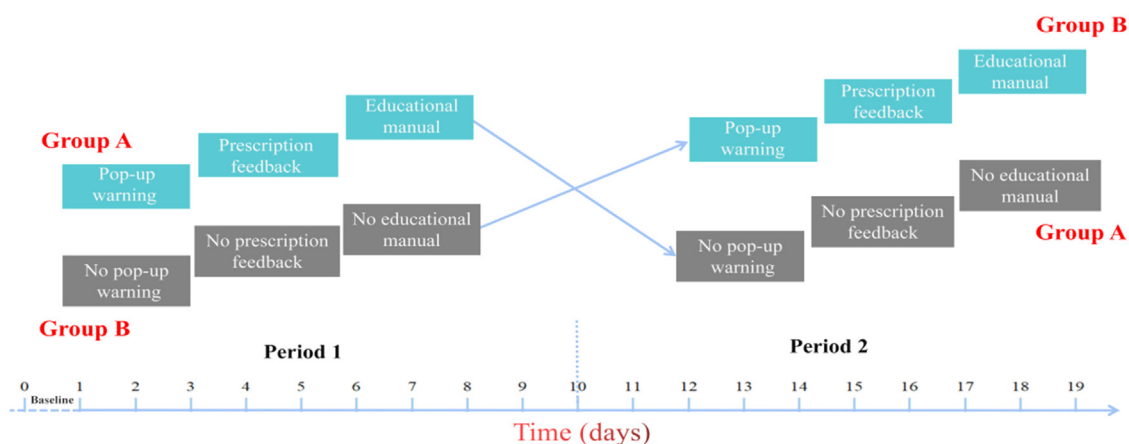 Group B
Educational
manual
Prescription
feedback
Educational
manual
Pop-up
warning
Group A
Prescription
feedback
Pop-up
warning
No educational
manual
No prescription
feedback
No educational
manual
Group A
No prescription
feedback
No pop-up
warning
No pop-up
warning
Group B
Period 1
Period 2
0 1 2 3 4 5 6 7 8 9 10 11 12 13 14 15 16 17 18 19
Baseline
Time (days)